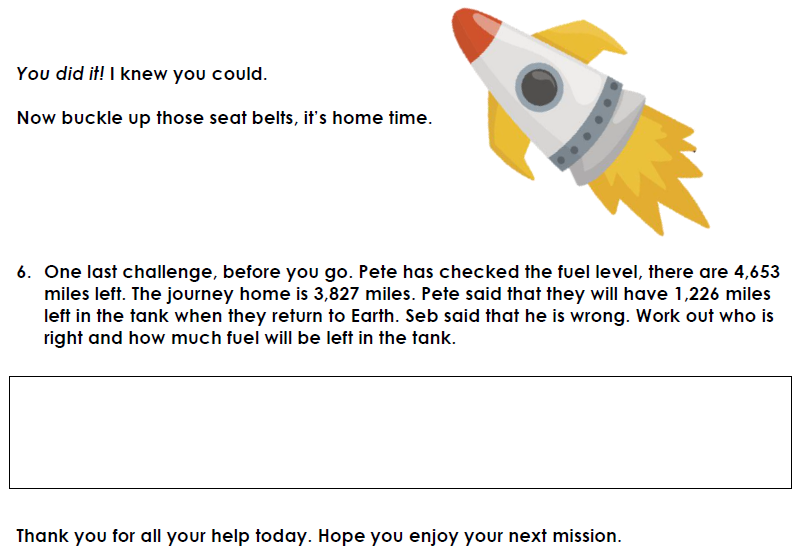 You did it! I knew you could.
Now buckle up those seat belts, it's home time.
6. One last challenge, before you go. Pete has checked the fuel level, there are 4,653
miles left. The journey home is 3,827 miles. Pete said that they will have 1,226 miles
left in the tank when they return to Earth. Seb said that he is wrong. Work out who is
right and how much fuel will be left in the tank.
Thank you for all your help today. Hope you enjoy your next mission.